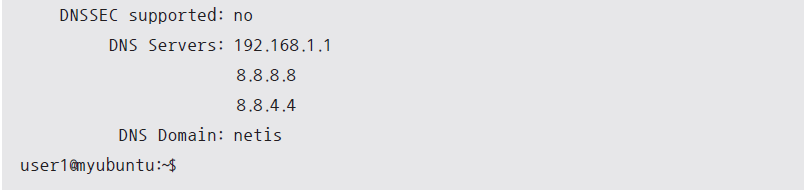 DNSSEC supported: no
DNS Servers: 192.168.1.1
8.8.8.8
8.8.4.4
DNS Domain: netis
user1@myubuntu:~$